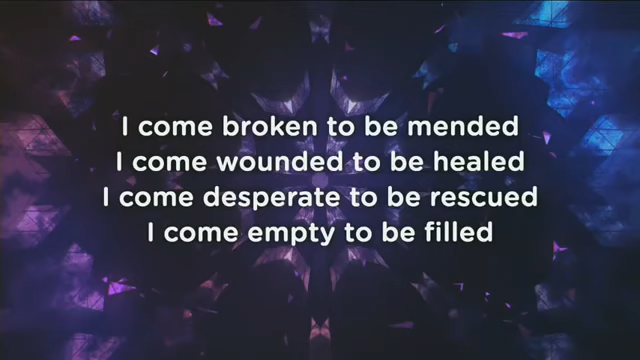 I come broken to be mended
I come wounded to be healed
I come desperate to be rescued
I come empty to be filled